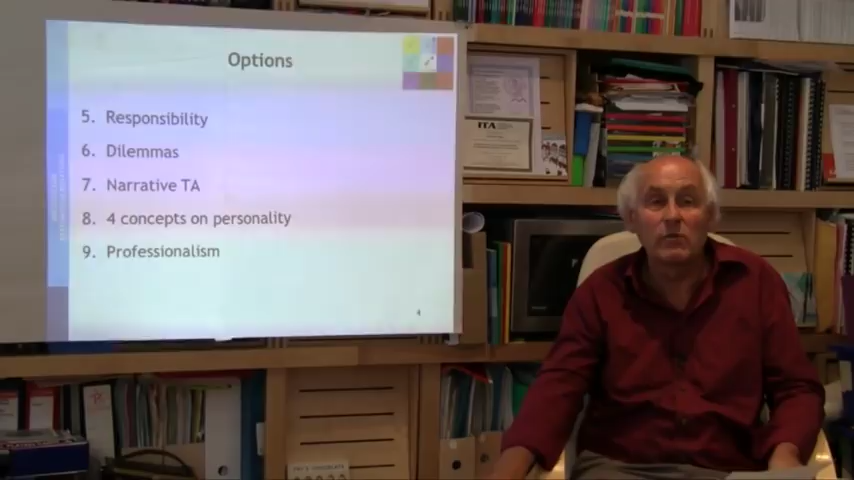 Options
5. Responsibility
6. Dilemmas
7. Narrative TA
8. 4 concepts on personality
9. Professionalism
4
ITA